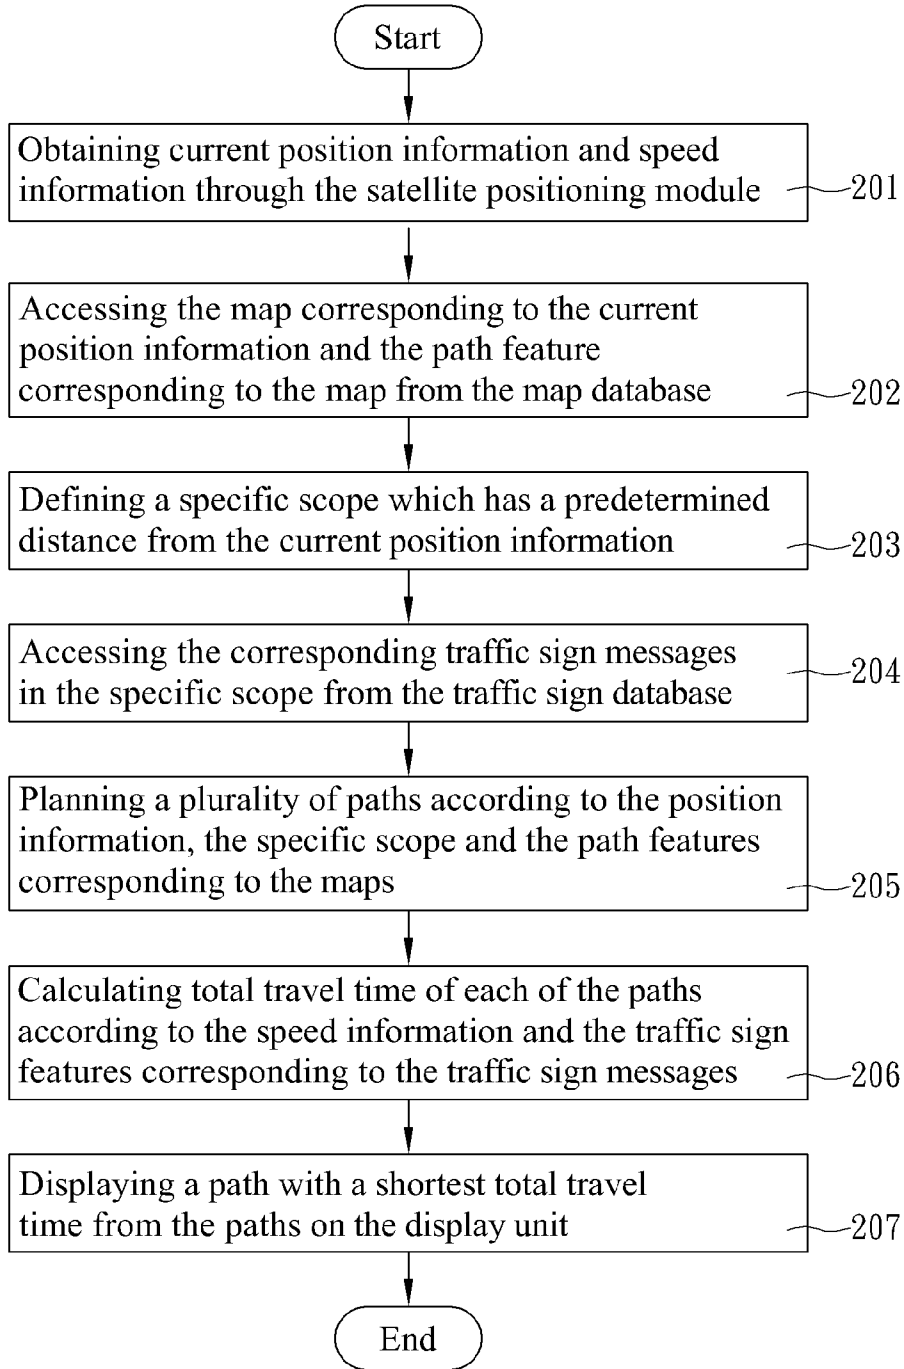 Start
Obtaining current position information and speed
information through the satellite positioning module
201
Accessing the map corresponding to the current
position information and the path feature
corresponding to the map from the map database
202
Defining a specific scope which has a predetermined
distance from the current position information
203
Accessing the corresponding traffic sign messages
in the specific scope from the traffic sign database
204
Planning a plurality of paths according to the position
information, the specific scope and the path features
corresponding to the maps
205
Calculating total travel time of each of the paths
according to the speed information and the traffic sign
features corresponding to the traffic sign messages
206
Displaying a path with a shortest total travel
time from the paths on the display unit
207
End